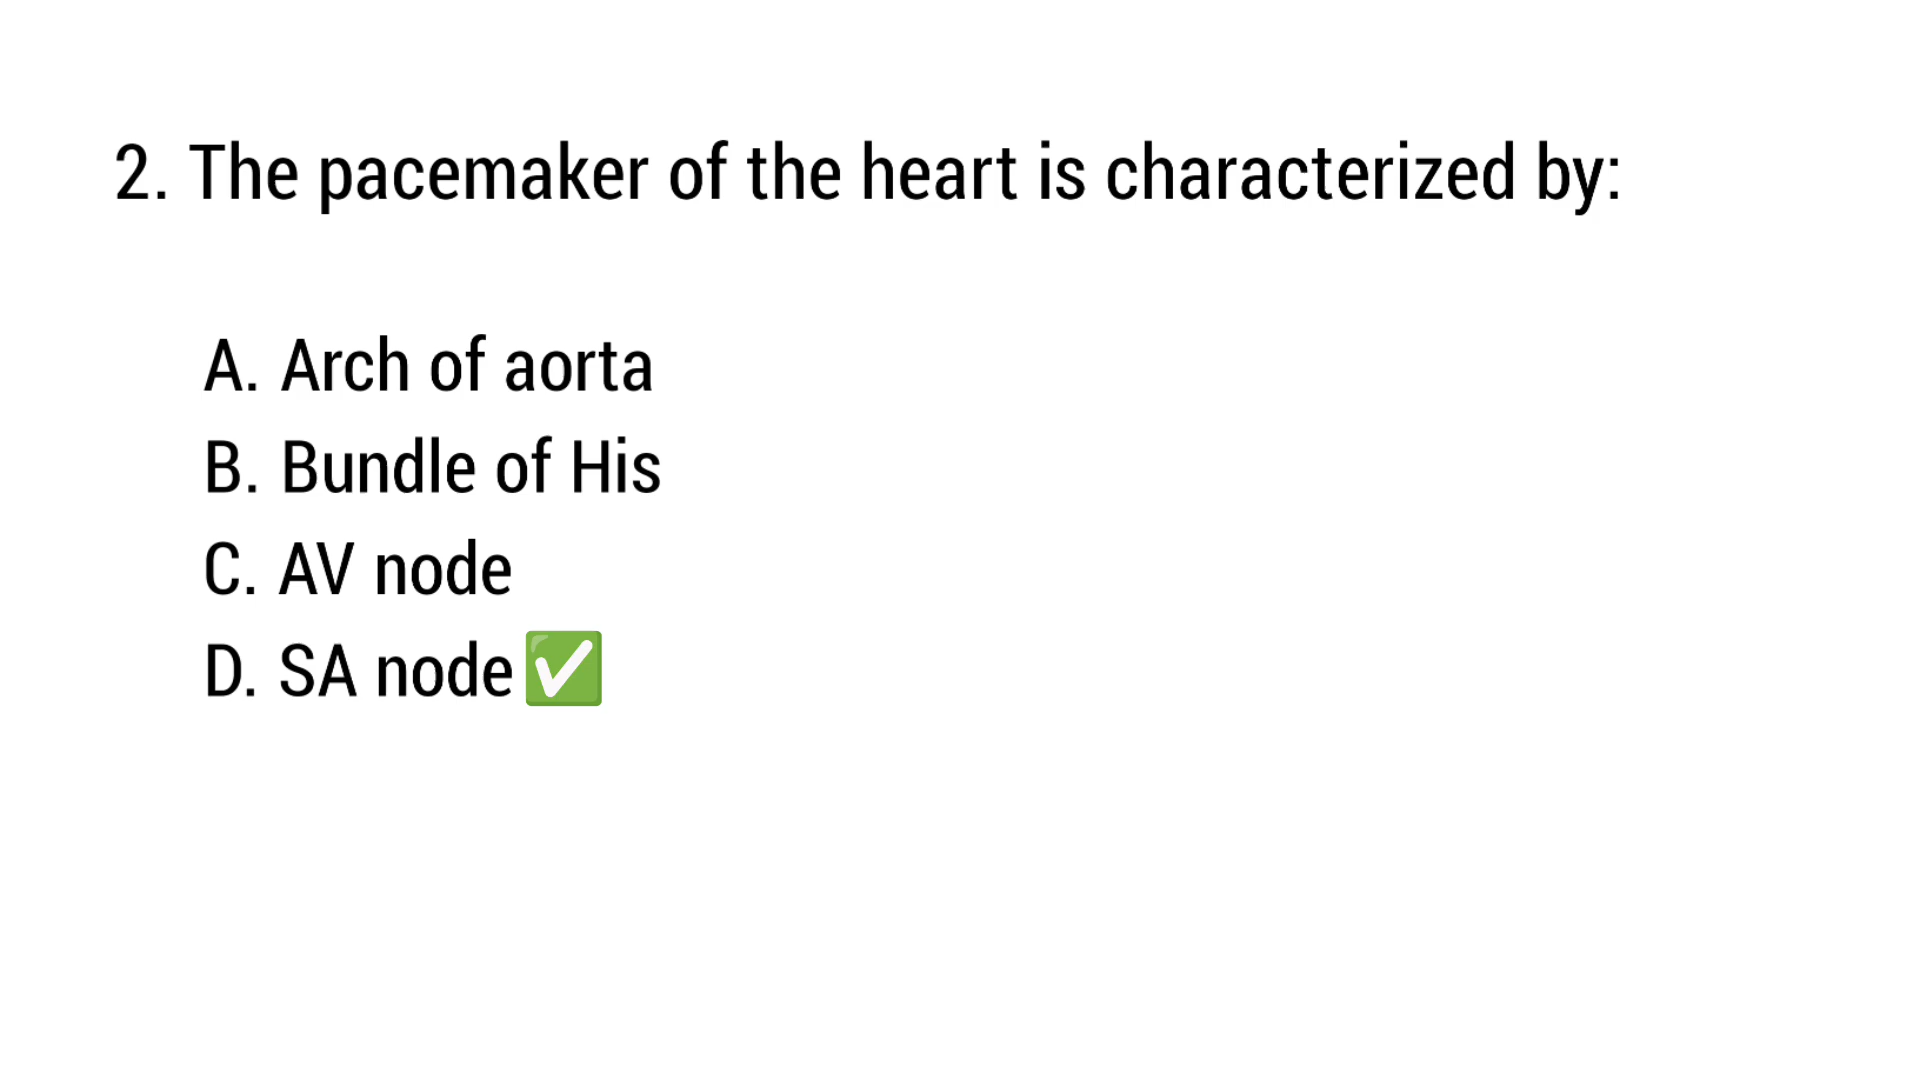 2. The pacemaker of the heart is characterized by:
A. Arch of aorta
B. Bundle of His
C. AV node
D. SA node ✅